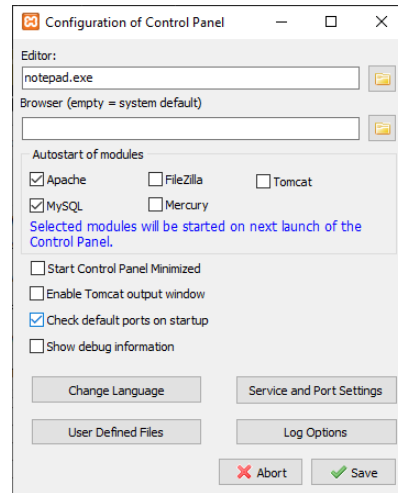 Configuration of Control Panel
Editor:
notepad.exe
Browser (empty = system default)
Autostart of modules
Apache FileZilla Tomcat
MySQL Mercury
Selected modules will be started on next launch of the
Control Panel.
Start Control Panel Minimized
Enable Tomcat output window
Check default ports on startup
Show debug information
Change Language Service and Port Settings
User Defined Files Log Options
Abort Save